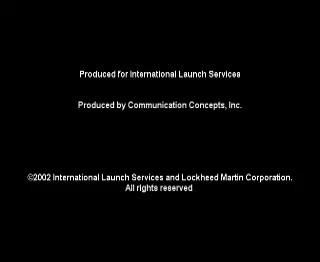 Produced for International Launch Services
Produced by Communication Concepts, Inc.
©2002 International Launch Services and Lockheed Martin Corporation.
All rights reserved